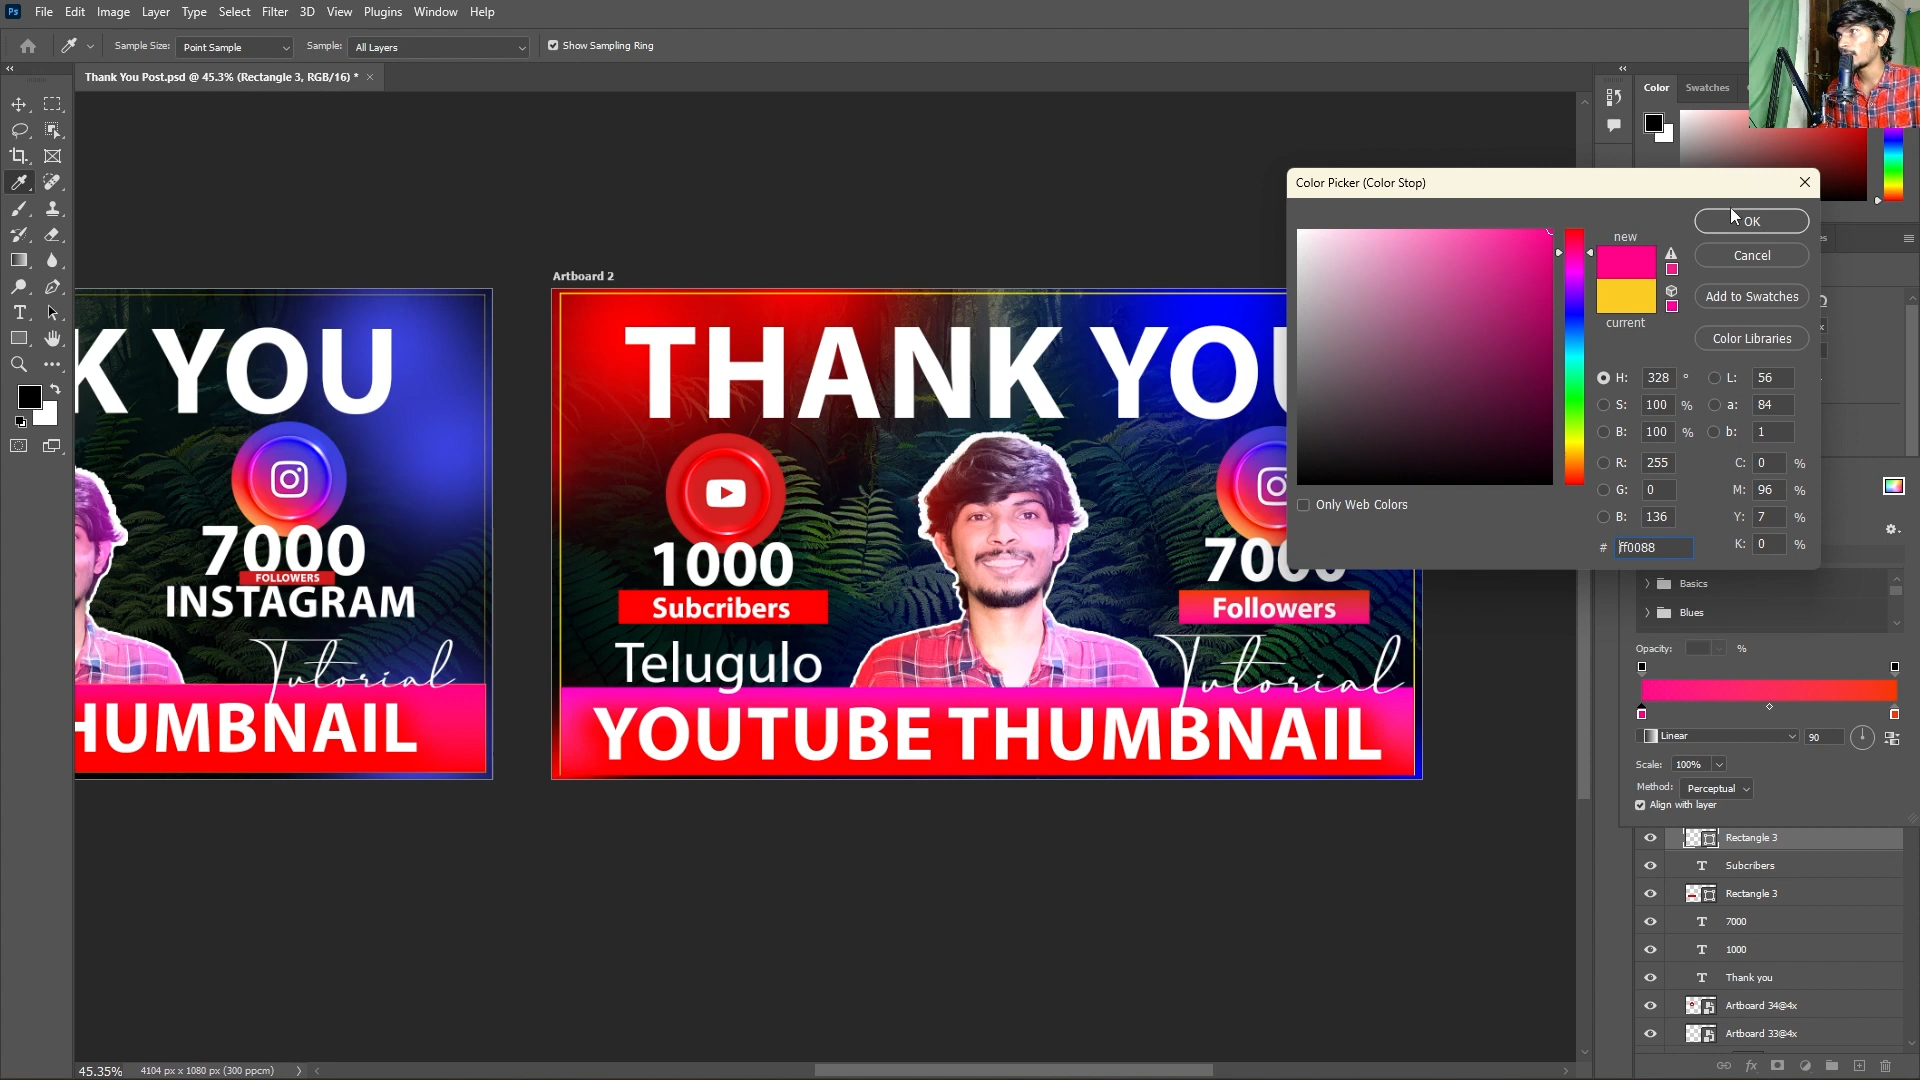 Ps File Edit Image Layer Type Select Filter 3D View Plugins Window Help
Sample Size: Point Sample Sample: All Layers Show Sampling Ring
Thank You Post.psd @ 45.3% (Rectangle 3, RGB/16) * ×
Color Swatches
Color Picker (Color Stop)
OK
new
Cancel
Add to Swatches
current
Color Libraries
H: 328 ° L: 56
S: 100 % a: 84
B: 100 % b: 1
R: 255 C: 0 %
G: 0 M: 96 %
B: 136 Y: 7 %
# ff0088 K: 0 %
Only Web Colors
K YOU
7000
FOLLOWERS
INSTAGRAM
Tutorial
HUMBNAIL
Artboard 2
THANK YOU
1000
Subcribers
Telugulo
7000
Followers
Tutorial
YOUTUBE THUMBNAIL
Basics
Blues
Opacity: %
Linear 90
Scale: 100%
Method: Perceptual
Align with layer
Rectangle 3
T Subcribers
Rectangle 3
T 7000
T 1000
T Thank you
Artboard 34@4x
Artboard 33@4x
fx
45.35% 4104 px x 1080 px (300 ppcm)